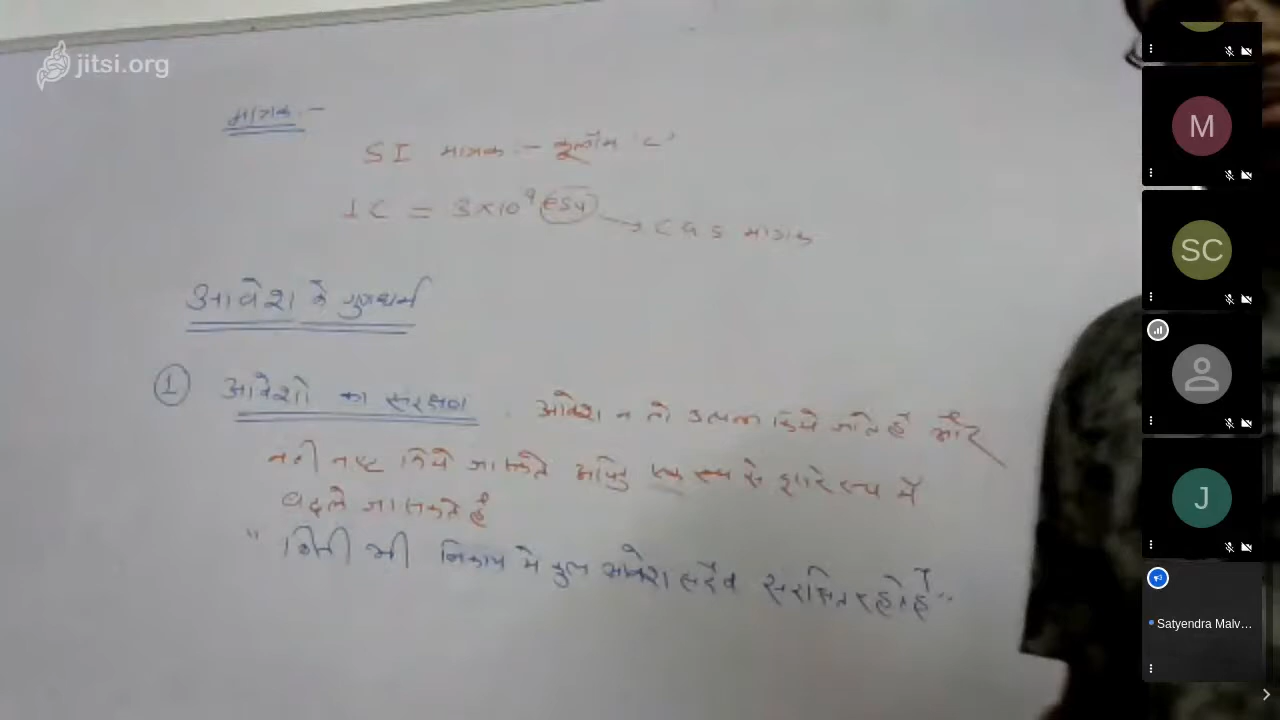 jitsi.org
मात्रक :-
SI मात्रक :- कूलॉम 'C'
1 C = 3×10⁹ esu → CGS मात्रक
आवेश के गुणधर्म
① आवेशो का संरक्षण . आवेश न तो उत्पन्न किये जाते है और
नही नष्ट किये जा सकते अपितु एक रूप से दूसरे रूप में
बदले जा सकते है
" किसी भी निकाय मे कुल आवेश सदैव संरक्षित रहता है "
M
SC
J
Satyendra Malv...